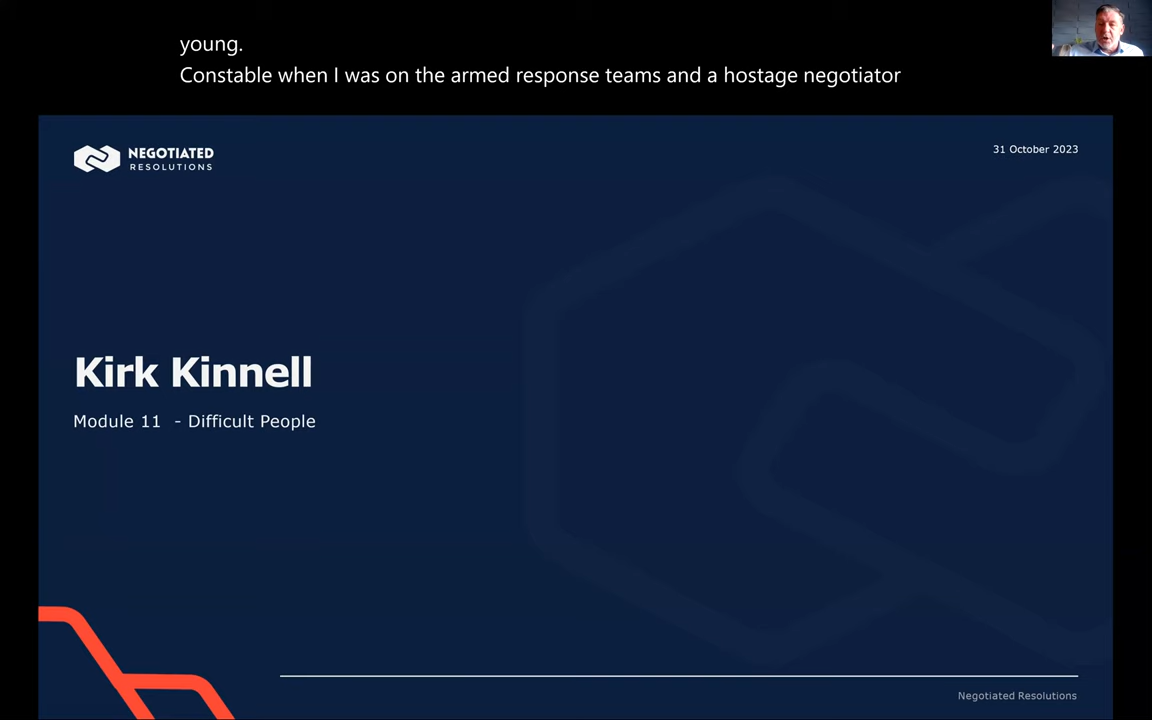 young.
Constable when I was on the armed response teams and a hostage negotiator
NEGOTIATED
RESOLUTIONS
31 October 2023
Kirk Kinnell
Module 11 - Difficult People
Negotiated Resolutions